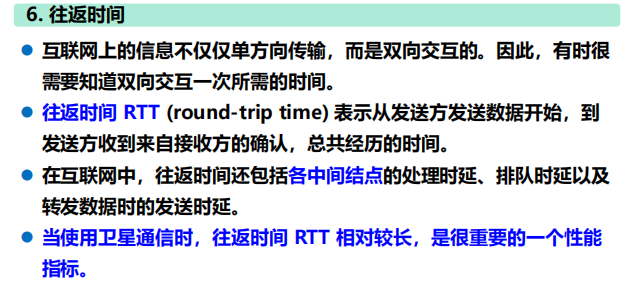 6. 往返时间
互联网上的信息不仅仅单方向传输，而是双向交互的。因此，有时很
需要知道双向交互一次所需的时间。
往返时间 RTT (round-trip time) 表示从发送方发送数据开始，到
发送方收到来自接收方的确认，总共经历的时间。
在互联网中，往返时间还包括各中间结点的处理时延、排队时延以及
转发数据时的发送时延。
当使用卫星通信时，往返时间 RTT 相对较长，是很重要的一个性能
指标。